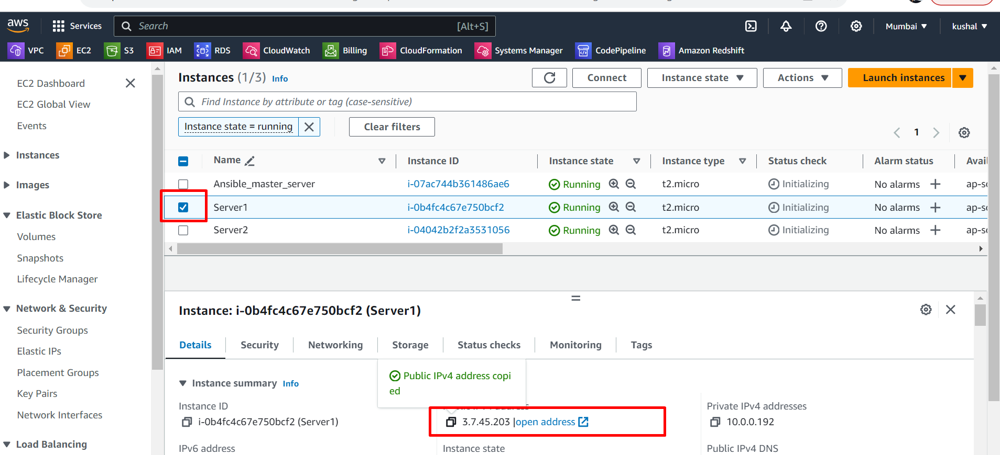 aws Services Search [Alt+S] Mumbai kushal
VPC EC2 S3 IAM RDS CloudWatch Billing CloudFormation Systems Manager CodePipeline Amazon Redshift
EC2 Dashboard
EC2 Global View
Events
Instances
Images
Elastic Block Store
Volumes
Snapshots
Lifecycle Manager
Network & Security
Security Groups
Elastic IPs
Placement Groups
Key Pairs
Network Interfaces
Load Balancing
Instances (1/3) Info Connect Instance state Actions Launch instances
Find Instance by attribute or tag (case-sensitive)
Instance state = running Clear filters
1
Name Instance ID Instance state Instance type Status check Alarm status Avai
Ansible_master_server i-07ac744b361486ae6 Running t2.micro Initializing No alarms ap-so
Server1 i-0b4fc4c67e750bcf2 Running t2.micro Initializing No alarms ap-so
Server2 i-04042b2f2a3531056 Running t2.micro Initializing No alarms ap-so
Instance: i-0b4fc4c67e750bcf2 (Server1)
Details Security Networking Storage Status checks Monitoring Tags
Public IPv4 address copi
ed
Instance summary Info
Instance ID
i-0b4fc4c67e750bcf2 (Server1)
3.7.45.203 |open address
Private IPv4 addresses
10.0.0.192
IPv6 address
Instance state
Public IPv4 DNS